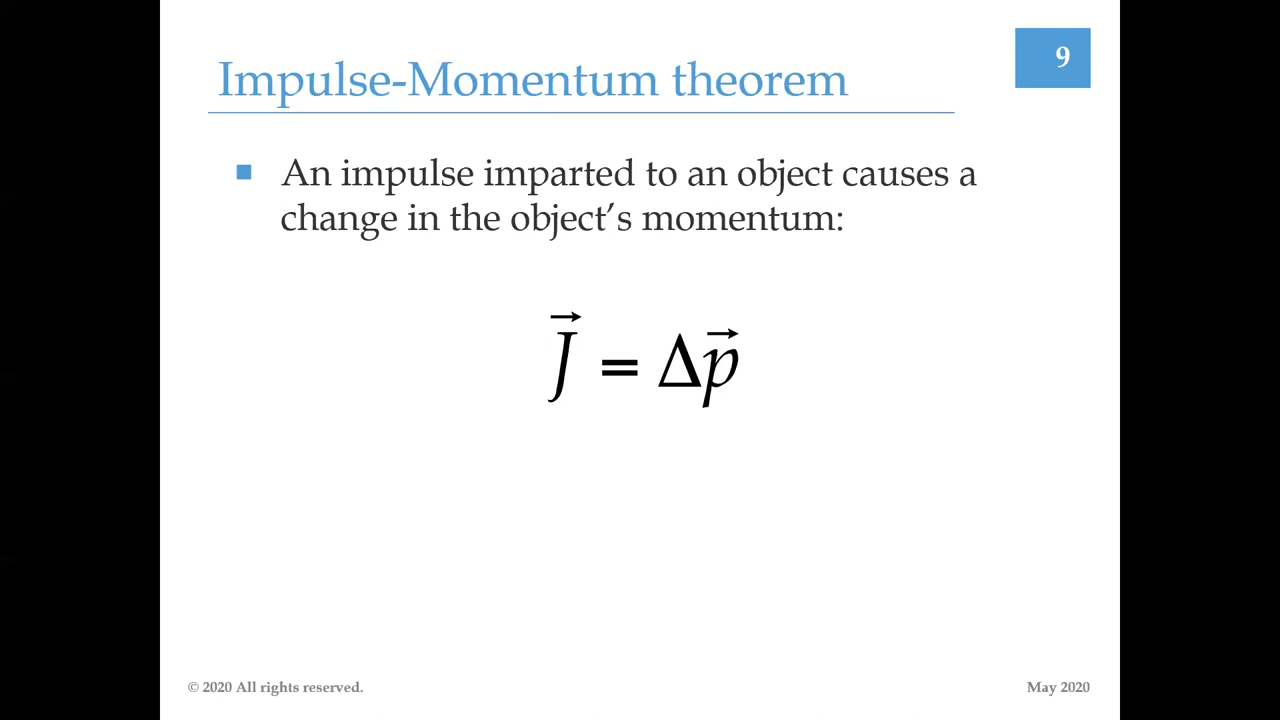 Impulse-Momentum theorem
9
■ An impulse imparted to an object causes a
change in the object’s momentum:
J⃗ = Δp⃗
© 2020 All rights reserved.
May 2020